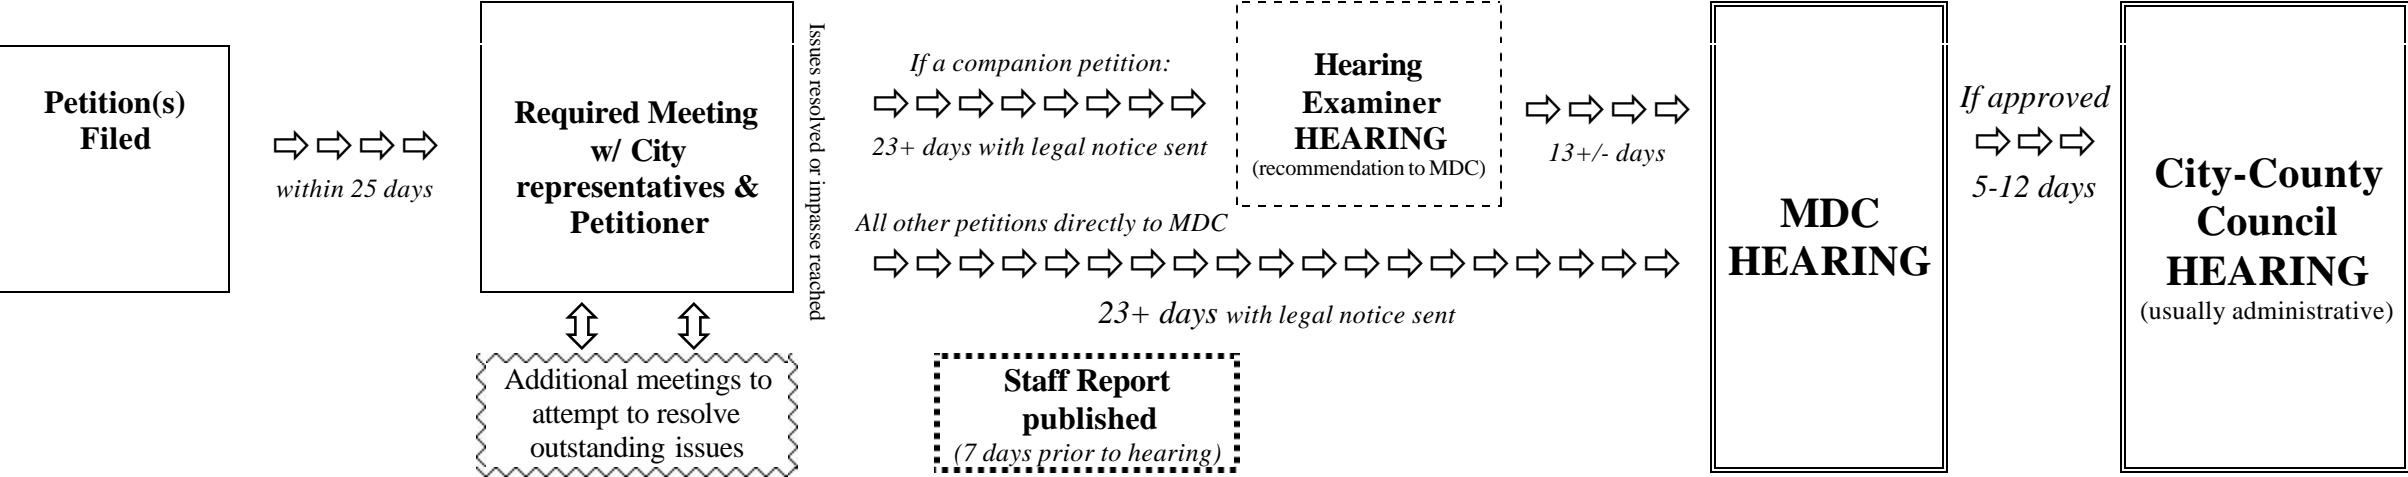 Petition(s)
Filed
within 25 days
Required Meeting
w/ City
representatives &
Petitioner
Additional meetings to
attempt to resolve
outstanding issues
Issues resolved or impasse reached
If a companion petition:
23+ days with legal notice sent
Hearing
Examiner
HEARING
(recommendation to MDC)
13+/- days
All other petitions directly to MDC
23+ days with legal notice sent
Staff Report
published
(7 days prior to hearing)
MDC
HEARING
If approved
5-12 days
City-County
Council
HEARING
(usually administrative)